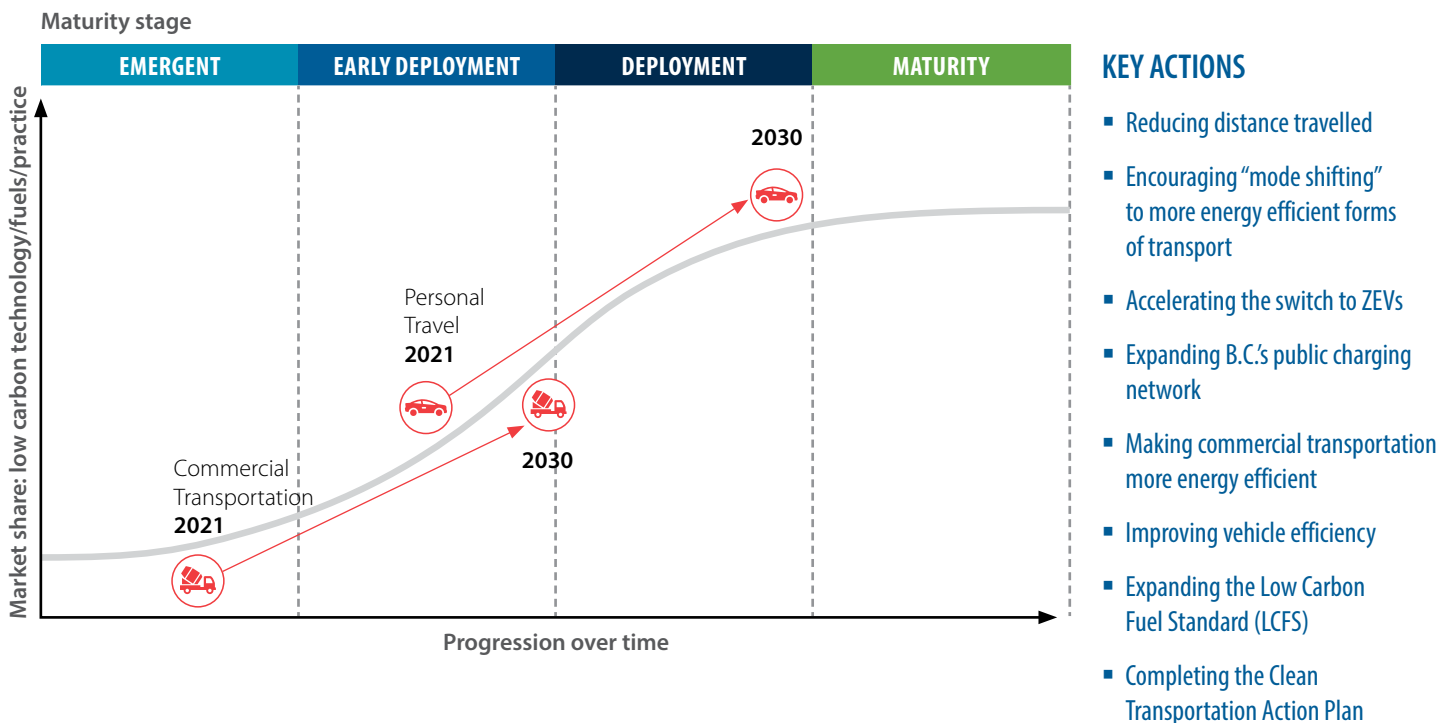 Maturity stage
EMERGENT
EARLY DEPLOYMENT
DEPLOYMENT
MATURITY
Market share: low carbon technology/fuels/practice
2030
Personal
Travel
2021
2030
Commercial
Transportation
2021
Progression over time
KEY ACTIONS
▪ Reducing distance travelled
▪ Encouraging “mode shifting”
to more energy efficient forms
of transport
▪ Accelerating the switch to ZEVs
▪ Expanding B.C.’s public charging
network
▪ Making commercial transportation
more energy efficient
▪ Improving vehicle efficiency
▪ Expanding the Low Carbon
Fuel Standard (LCFS)
▪ Completing the Clean
Transportation Action Plan